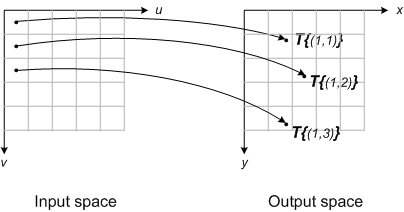 u
x
T{(1,1)}
T{(1,2)}
T{(1,3)}
v
y
Input space
Output space